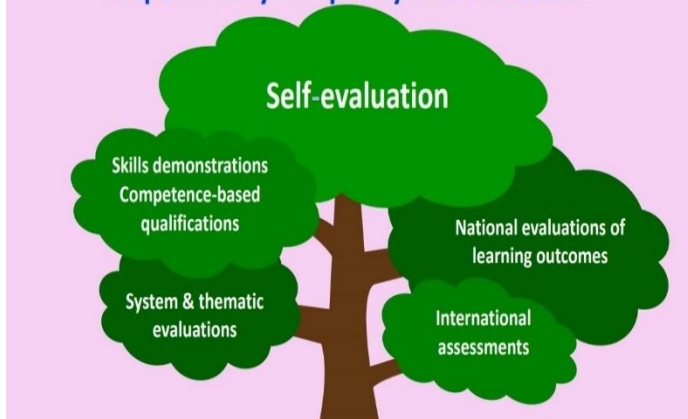 Self-evaluation
Skills demonstrations
Competence-based
qualifications
National evaluations of
learning outcomes
System & thematic
evaluations
International
assessments